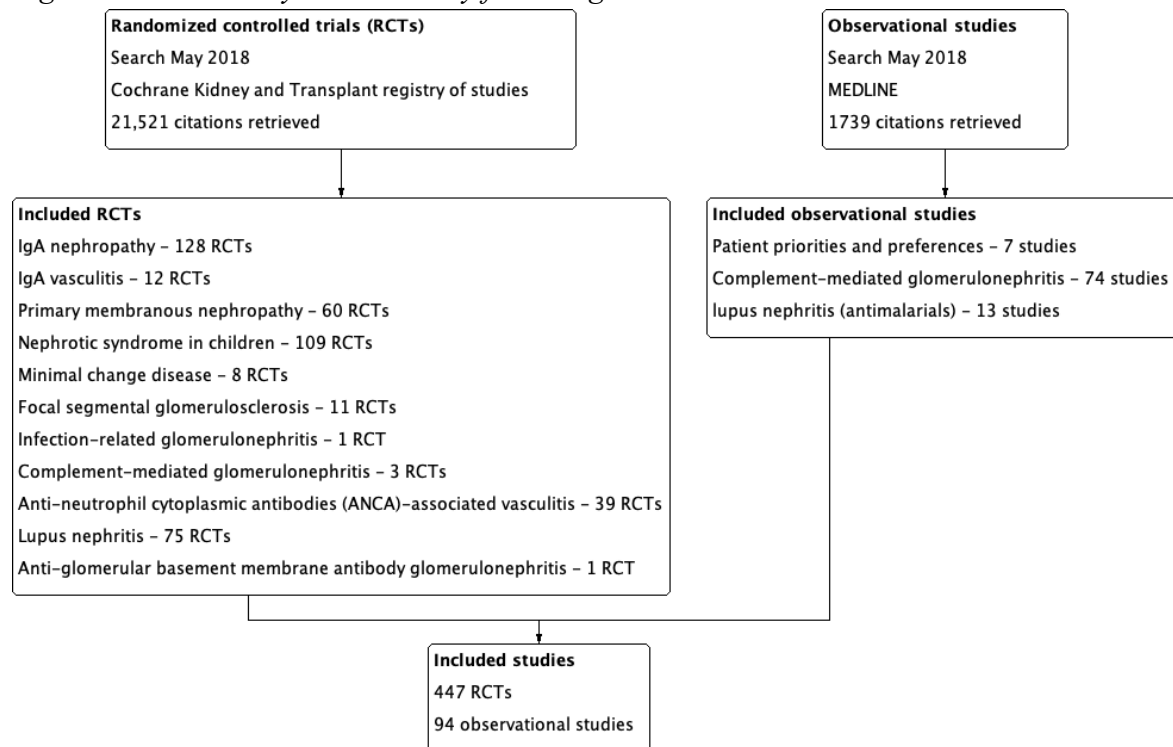 Randomized controlled trials (RCTs)
Search May 2018
Cochrane Kidney and Transplant registry of studies
21,521 citations retrieved
Observational studies
Search May 2018
MEDLINE
1739 citations retrieved
Included RCTs
IgA nephropathy – 128 RCTs
IgA vasculitis – 12 RCTs
Primary membranous nephropathy – 60 RCTs
Nephrotic syndrome in children – 109 RCTs
Minimal change disease – 8 RCTs
Focal segmental glomerulosclerosis – 11 RCTs
Infection-related glomerulonephritis – 1 RCT
Complement-mediated glomerulonephritis – 3 RCTs
Anti-neutrophil cytoplasmic antibodies (ANCA)-associated vasculitis – 39 RCTs
Lupus nephritis – 75 RCTs
Anti-glomerular basement membrane antibody glomerulonephritis – 1 RCT
Included observational studies
Patient priorities and preferences – 7 studies
Complement-mediated glomerulonephritis – 74 studies
lupus nephritis (antimalarials) – 13 studies
Included studies
447 RCTs
94 observational studies